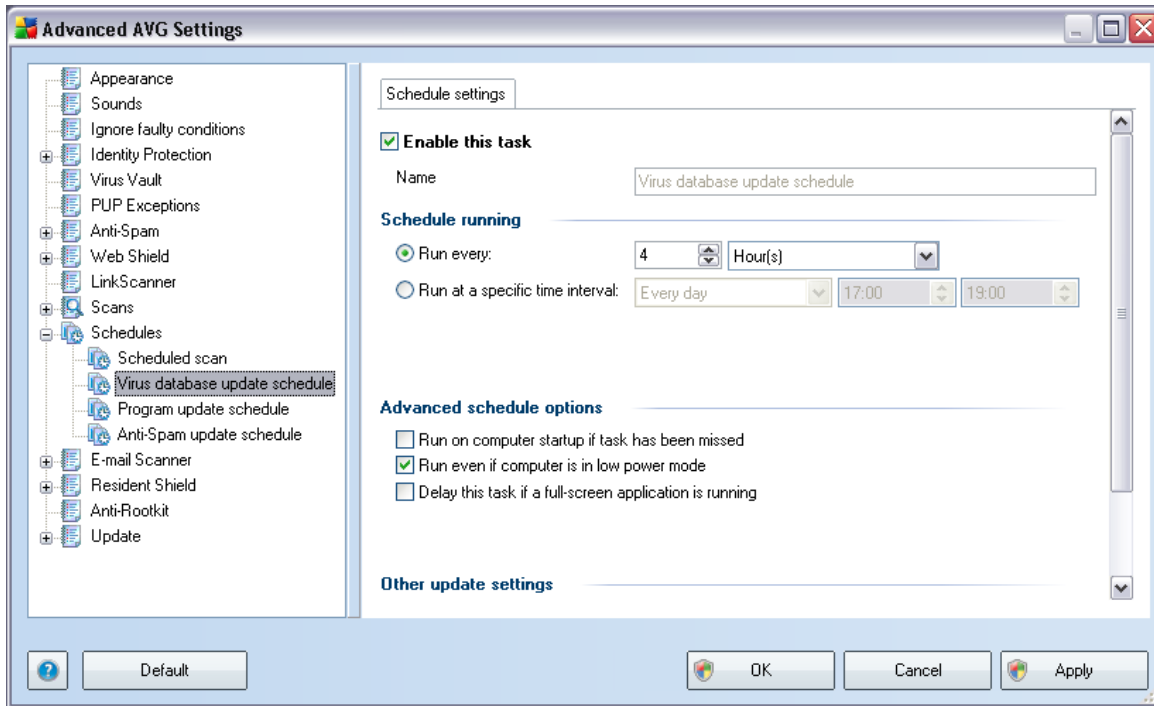 Advanced AVG Settings
Appearance
Sounds
Ignore faulty conditions
Identity Protection
Virus Vault
PUP Exceptions
Anti-Spam
Web Shield
LinkScanner
Scans
Schedules
Scheduled scan
Virus database update schedule
Program update schedule
Anti-Spam update schedule
E-mail Scanner
Resident Shield
Anti-Rootkit
Update
Schedule settings
Enable this task
Name Virus database update schedule
Schedule running
Run every: 4 Hour(s)
Run at a specific time interval: Every day 17:00 19:00
Advanced schedule options
Run on computer startup if task has been missed
Run even if computer is in low power mode
Delay this task if a full-screen application is running
Other update settings
? Default OK Cancel Apply